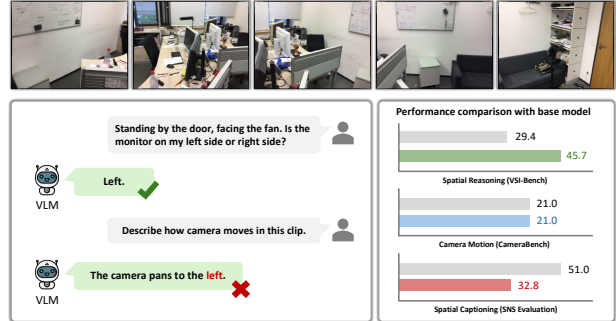 Standing by the door, facing the fan. Is the
monitor on my left side or right side?
Left.
VLM
Describe how camera moves in this clip.
The camera pans to the left.
VLM
Performance comparison with base model
29.4
45.7
Spatial Reasoning (VSI-Bench)
21.0
21.0
Camera Motion (CameraBench)
51.0
32.8
Spatial Captioning (SNS Evaluation)